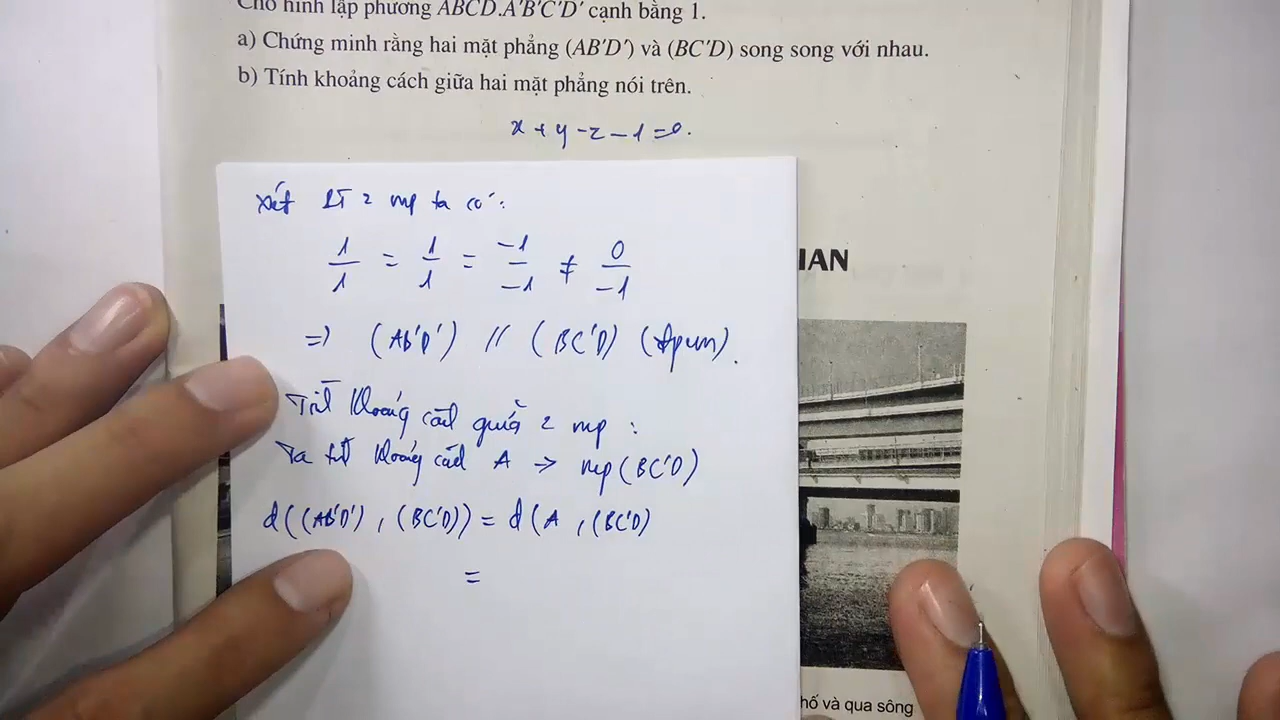 Cho hình lập phương ABCD.A'B'C'D' cạnh bằng 1.
a) Chứng minh rằng hai mặt phẳng (AB'D') và (BC'D) song song với nhau.
b) Tính khoảng cách giữa hai mặt phẳng nói trên.
x + y - z - 1 = 0.
Xét 2 mp ta có:
1/1 = 1/1 = -1/-1 ≠ 0/-1
IAN
=> (AB'D') // (BC'D) (đpcm).
Tính khoảng cách giữa 2 mp :
Ta tính khoảng cách A -> mp (BC'D)
d((AB'D') , (BC'D)) = d(A , (BC'D)
=
hố và qua sông